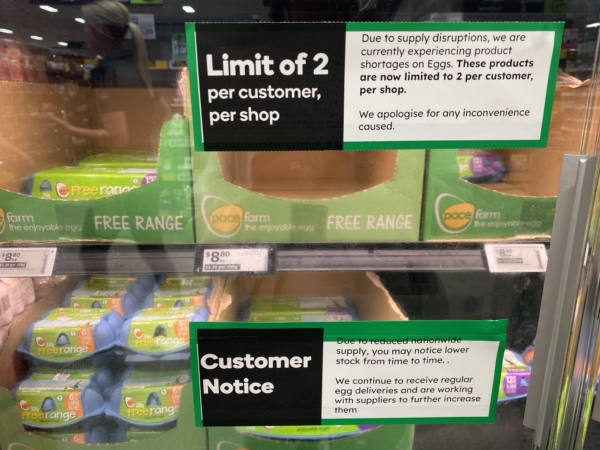 Limit of 2
per customer,
per shop
Due to supply disruptions, we are
currently experiencing product
shortages on Eggs. These products
are now limited to 2 per customer,
per shop.
We apologise for any inconvenience
caused.
free range
farm
the enjoyable egg
FREE RANGE
pace farm
the enjoyable egg
FREE RANGE
pace farm
the enjoyable egg
$8.80
$8.80
$8.80
Customer
Notice
Due to reduced nationwide
supply, you may notice lower
stock from time to time. .
We continue to receive regular
egg deliveries and are working
with suppliers to further increase
them
free range
free range
free range
free range